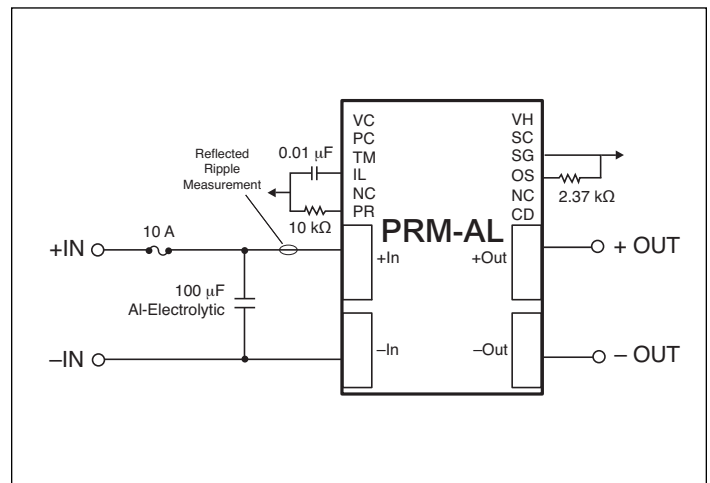 Reflected
Ripple
Measurement
0.01 μF
10 kΩ
10 A
+IN
100 μF
Al-Electrolytic
–IN
VC
PC
TM
IL
NC
PR
VH
SC
SG
OS
NC
CD
PRM-AL
+In
+Out
–In
–Out
2.37 kΩ
+ OUT
– OUT